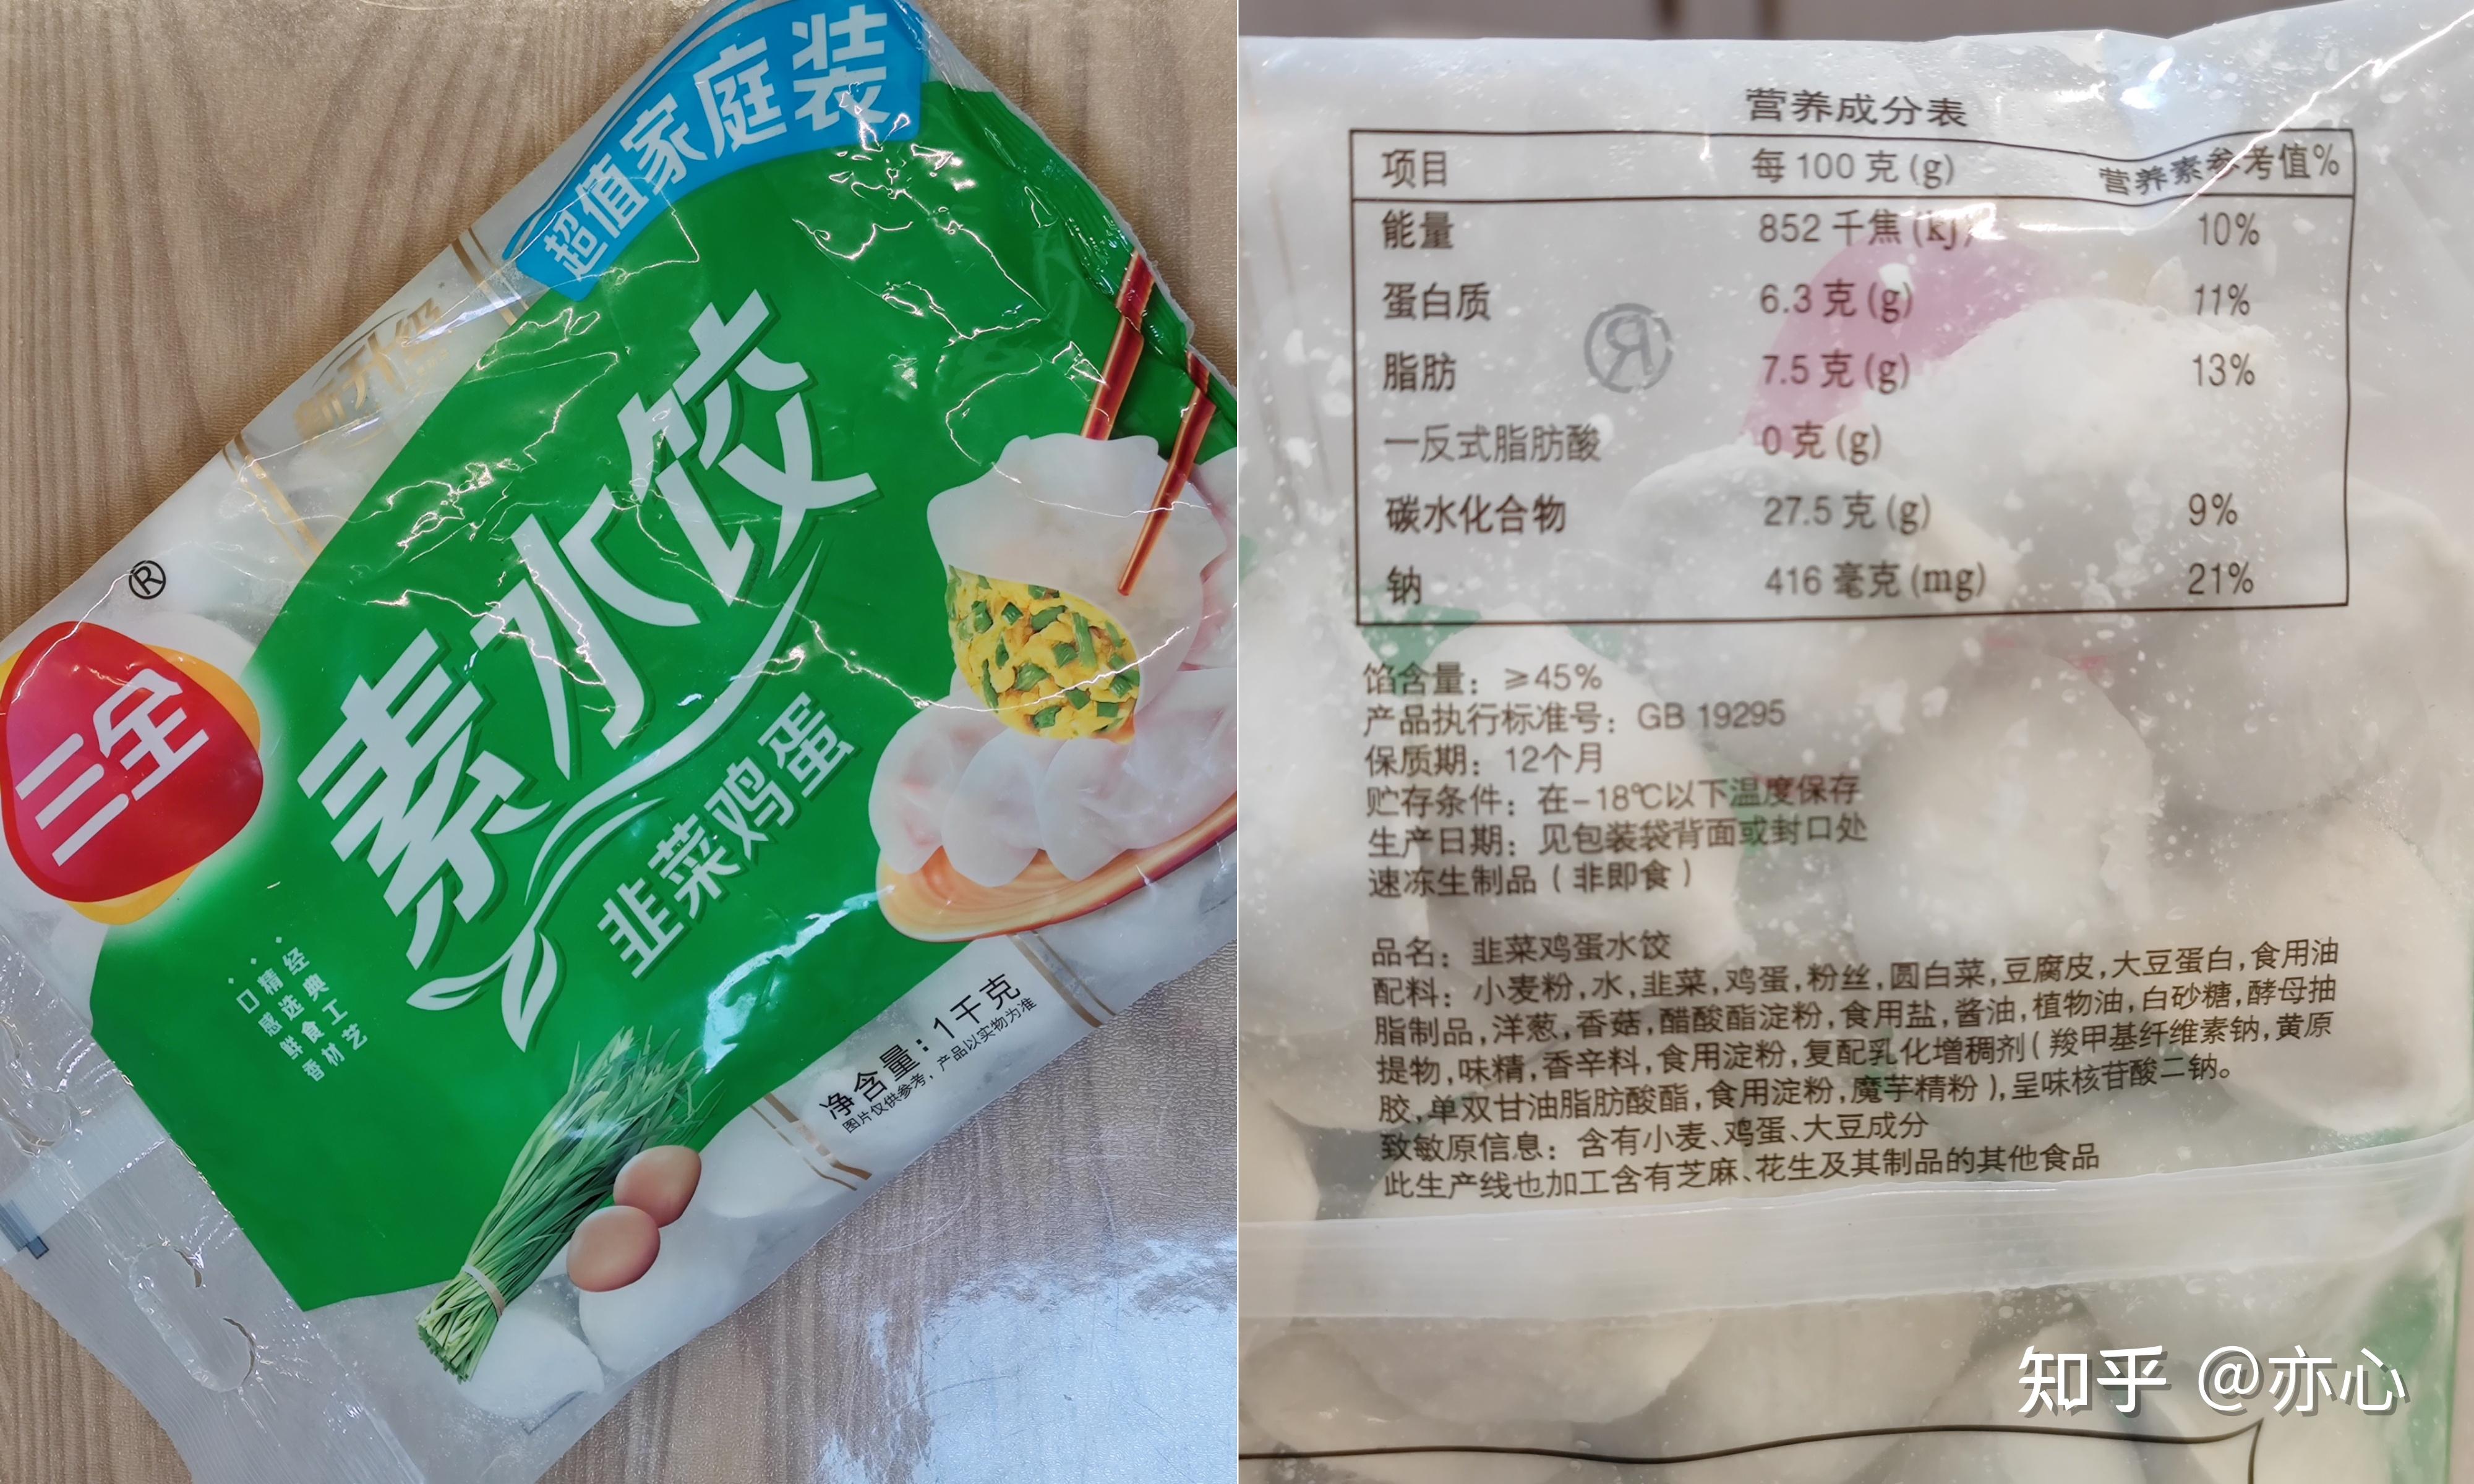 超值家庭装
新升级
®
三全
素水饺
韭菜鸡蛋
经典工艺
精选食材
口感鲜香
净含量：1千克
图片仅供参考，产品以实物为准
营养成分表
项目 每100克(g) 营养素参考值%
能量 852千焦(kJ) 10%
蛋白质 6.3克(g) 11%
脂肪 7.5克(g) 13%
—反式脂肪酸 0克(g)
碳水化合物 27.5克(g) 9%
钠 416毫克(mg) 21%
®
馅含量：≥45%
产品执行标准号：GB 19295
保质期：12个月
贮存条件：在-18℃以下温度保存
生产日期：见包装袋背面或封口处
速冻生制品（非即食）
品名：韭菜鸡蛋水饺
配料：小麦粉,水,韭菜,鸡蛋,粉丝,圆白菜,豆腐皮,大豆蛋白,食用油
脂制品,洋葱,香菇,醋酸酯淀粉,食用盐,酱油,植物油,白砂糖,酵母抽
提物,味精,香辛料,食用淀粉,复配乳化增稠剂(羧甲基纤维素钠,黄原
胶,单双甘油脂肪酸酯,食用淀粉,魔芋精粉),呈味核苷酸二钠。
致敏原信息：含有小麦、鸡蛋、大豆成分
此生产线也加工含有芝麻、花生及其制品的其他食品
知乎 @亦心